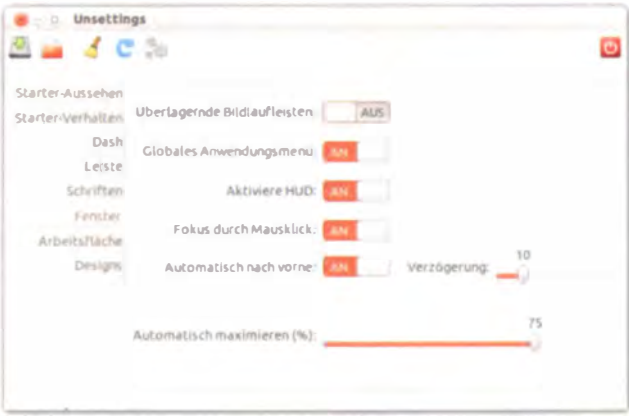 Unsettings
Starter-Aussehen
Starter-Verhalten
Dash
Leiste
Schriften
Fenster
Arbeitsfläche
Designs
Überlagernde Bildlaufleisten: AUS
Globales Anwendungsmenü: AN
Aktiviere HUD: AN
Fokus durch Mausklick: AN
Automatisch nach vorne: AN Verzögerung: 10
Automatisch maximieren (%): 75